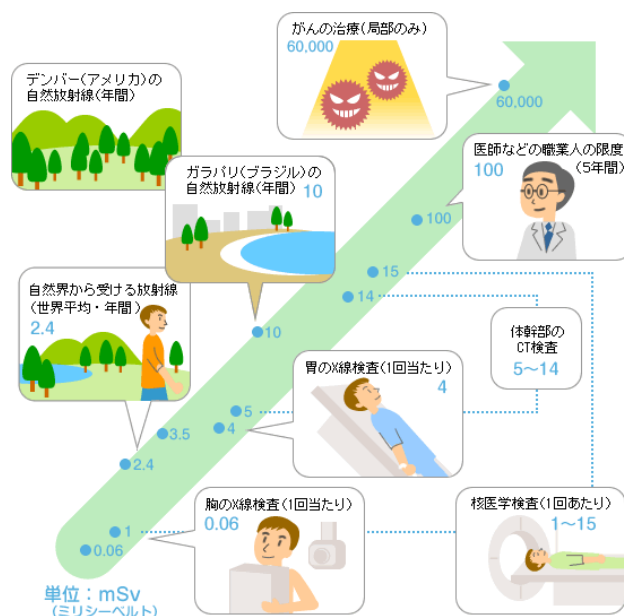 がんの治療(局部のみ)
60,000
60,000
デンバー(アメリカ)の
自然放射線(年間)
医師などの職業人の限度
100 (5年間)
100
ガラパリ(ブラジル)の
自然放射線(年間) 10
15
14
10
自然界から受ける放射線
(世界平均・年間)
2.4
体幹部の
CT検査
5〜14
胃のX線検査(1回当たり)
4
5
4
3.5
2.4
胸のX線検査(1回当たり)
0.06
核医学検査(1回あたり)
1〜15
1
0.06
単位：mSv
(ミリシーベルト)